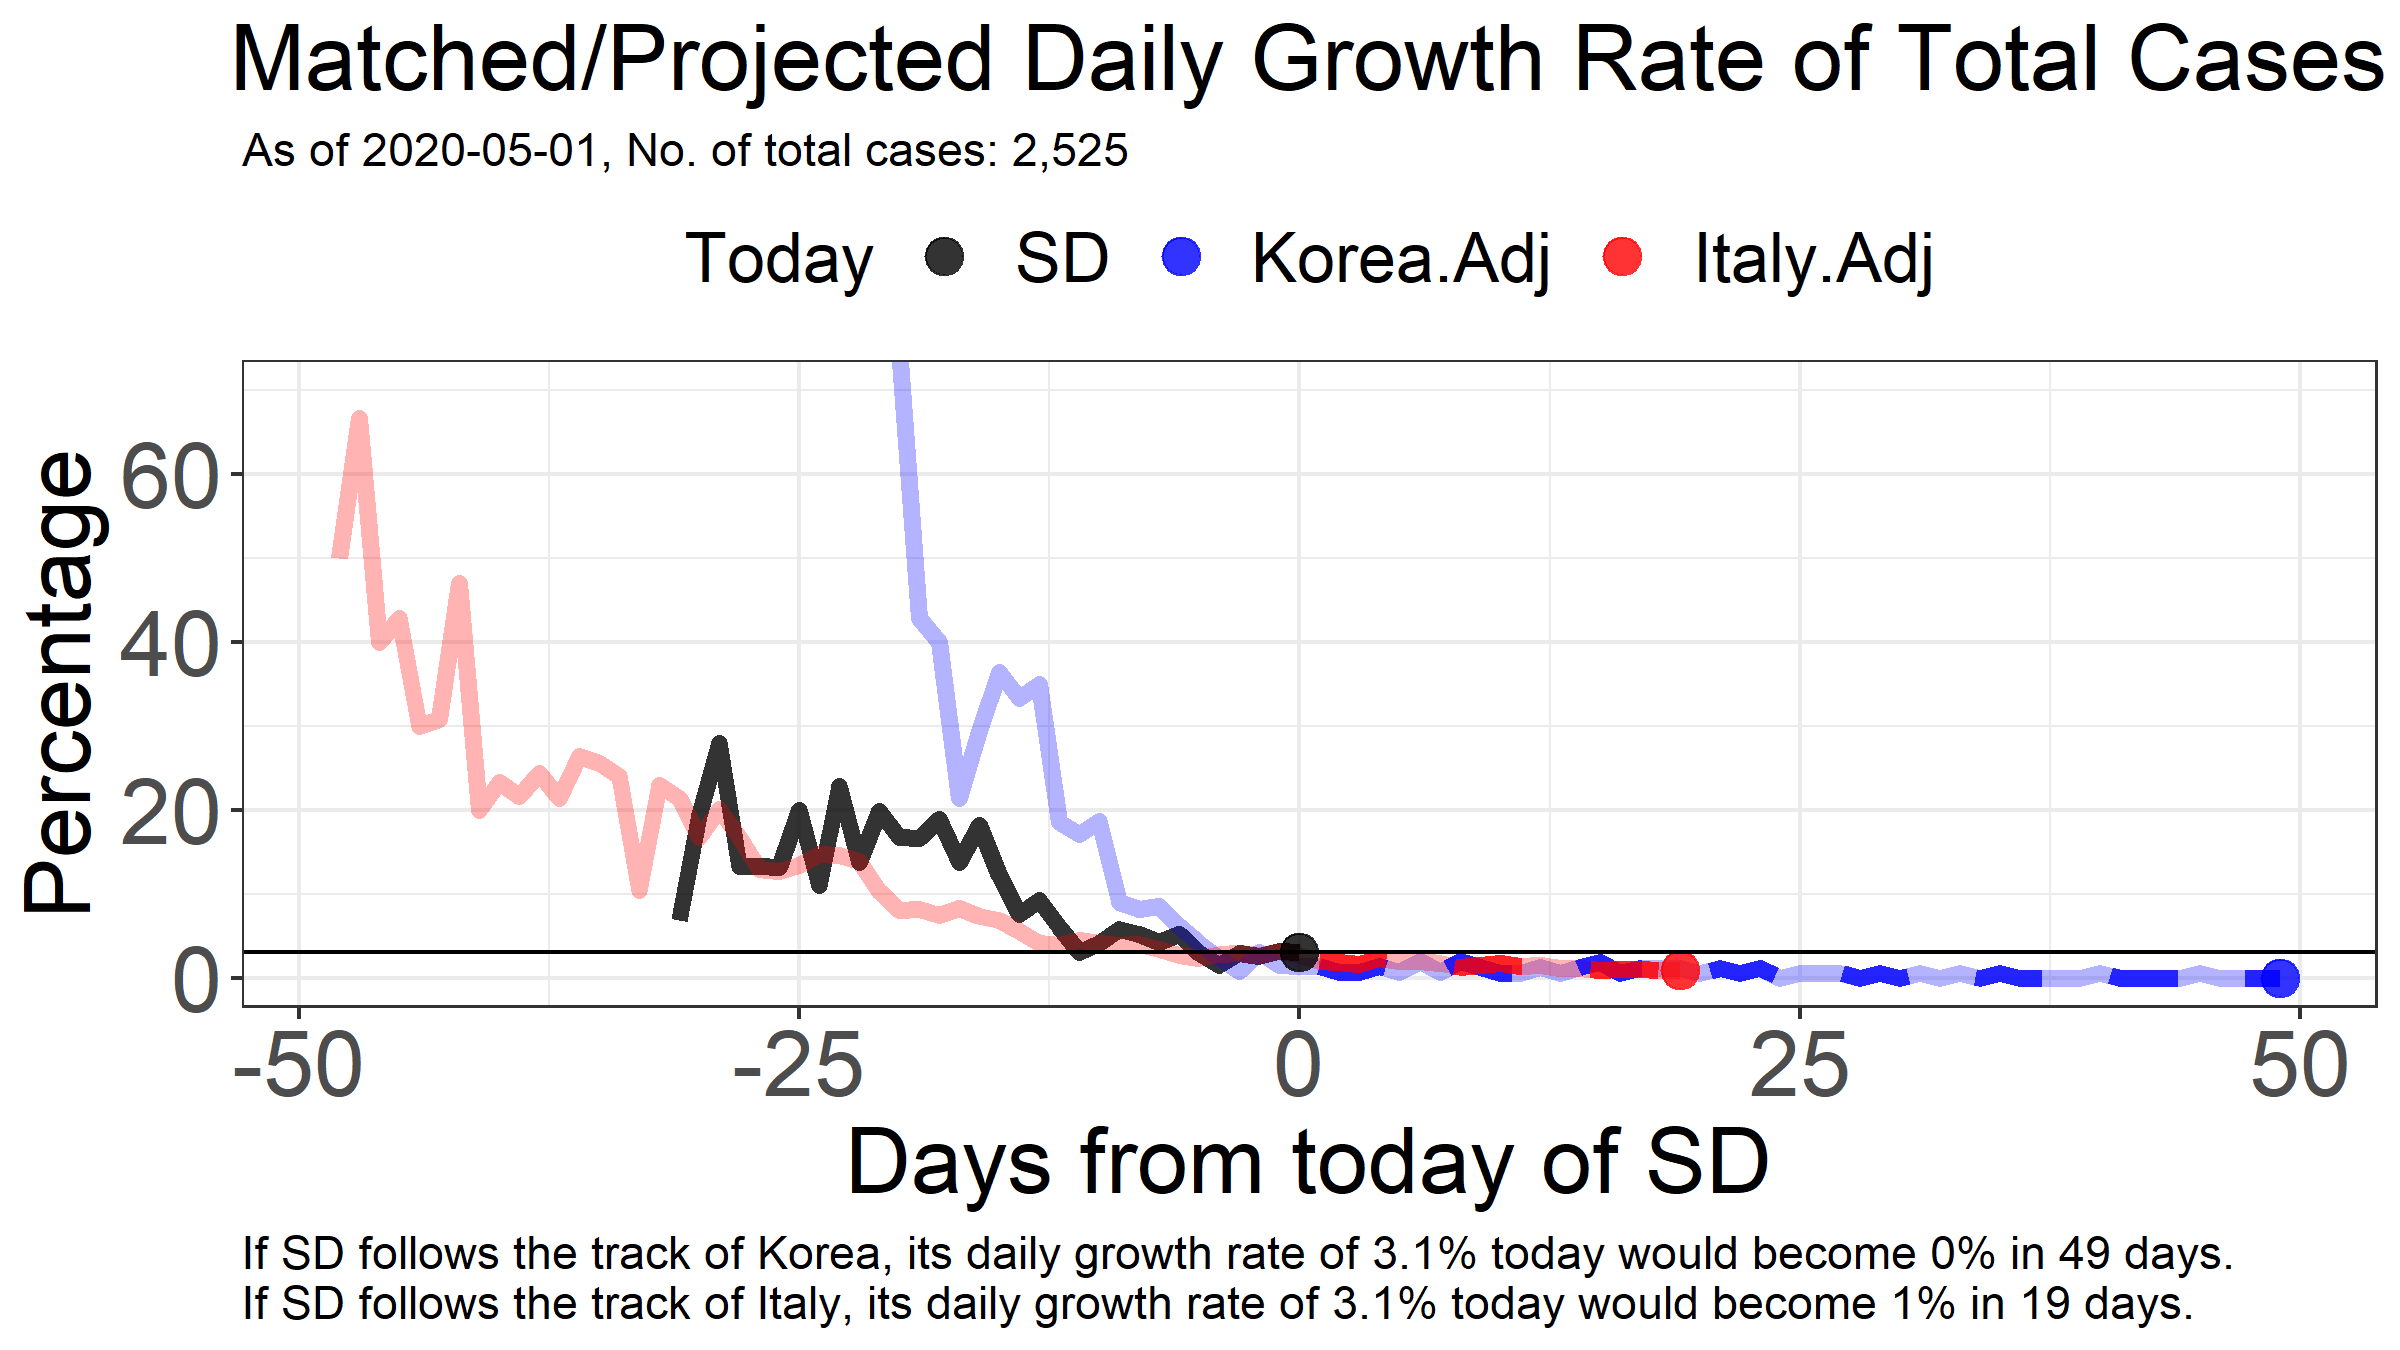 Matched/Projected Daily Growth Rate of Total Cases
As of 2020-05-01, No. of total cases: 2,525
Today SD Korea.Adj Italy.Adj
Percentage
60
40
20
0
-50 -25 0 25 50
Days from today of SD
If SD follows the track of Korea, its daily growth rate of 3.1% today would become 0% in 49 days.
If SD follows the track of Italy, its daily growth rate of 3.1% today would become 1% in 19 days.